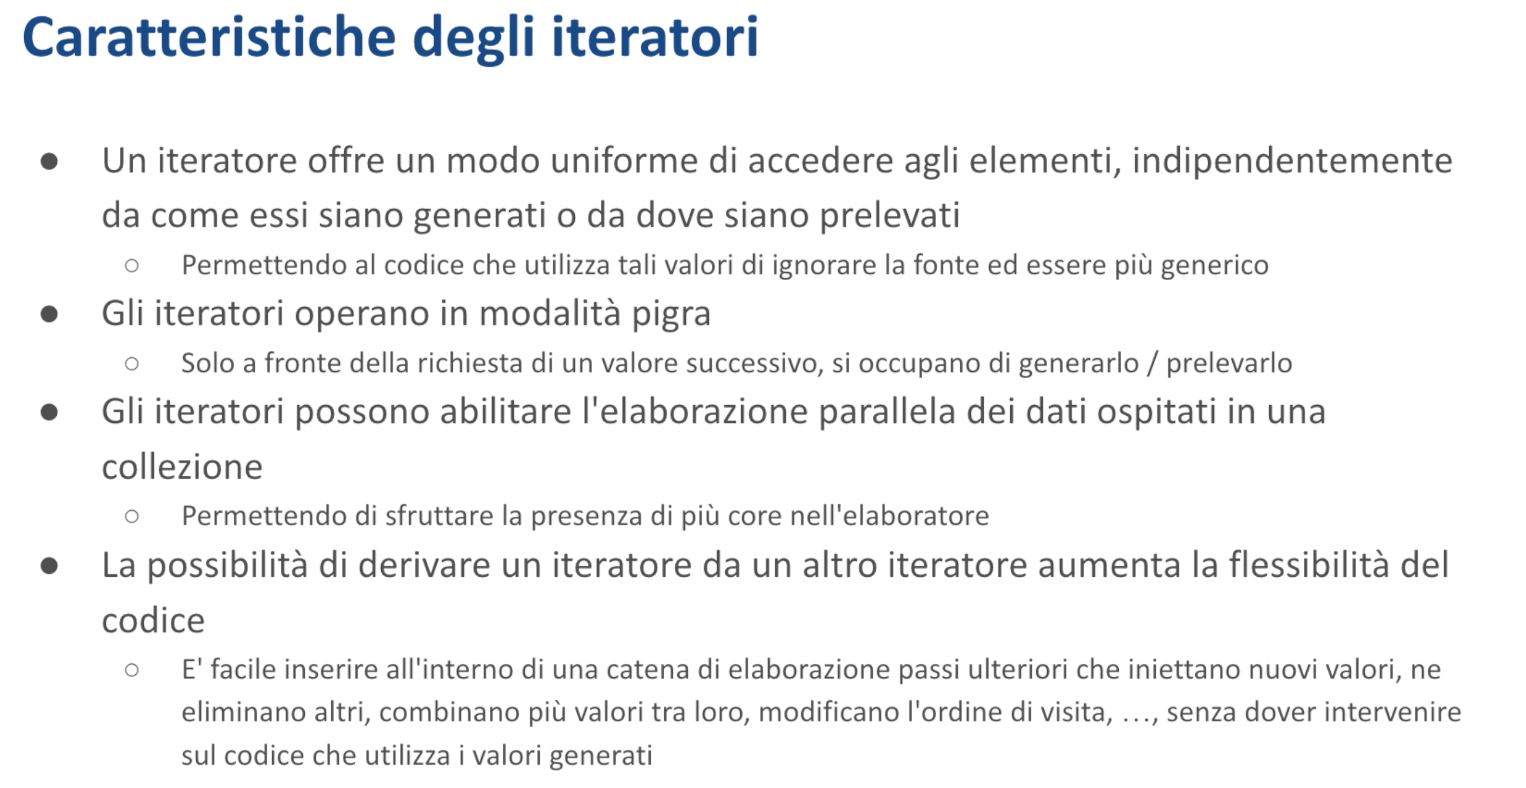 Caratteristiche degli iteratori
● Un iteratore offre un modo uniforme di accedere agli elementi, indipendentemente
da come essi siano generati o da dove siano prelevati
○ Permettendo al codice che utilizza tali valori di ignorare la fonte ed essere più generico
● Gli iteratori operano in modalità pigra
○ Solo a fronte della richiesta di un valore successivo, si occupano di generarlo / prelevarlo
● Gli iteratori possono abilitare l'elaborazione parallela dei dati ospitati in una
collezione
○ Permettendo di sfruttare la presenza di più core nell'elaboratore
● La possibilità di derivare un iteratore da un altro iteratore aumenta la flessibilità del
codice
○ E' facile inserire all'interno di una catena di elaborazione passi ulteriori che iniettano nuovi valori, ne
eliminano altri, combinano più valori tra loro, modificano l'ordine di visita, …, senza dover intervenire
sul codice che utilizza i valori generati